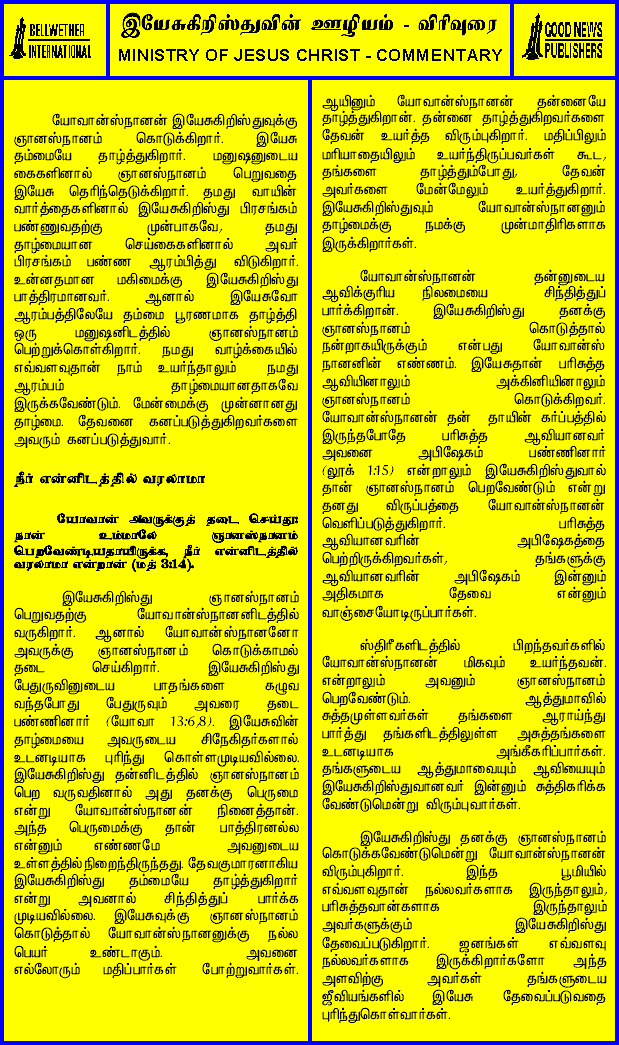 BELLWETHER
INTERNATIONAL
இயேசுகிறிஸ்துவின் ஊழியம் - விரிவுரை
MINISTRY OF JESUS CHRIST - COMMENTARY
GOOD NEWS
PUBLISHERS
யோவான்ஸ்நானன் இயேசுகிறிஸ்துவுக்கு
ஞானஸ்நானம் கொடுக்கிறார். இயேசு
தம்மையே தாழ்த்துகிறார். மனுஷனுடைய
கைகளினால் ஞானஸ்நானம் பெறுவதை
இயேசு தெரிந்தெடுக்கிறார். தமது வாயின்
வார்த்தைகளினால் இயேசுகிறிஸ்து பிரசங்கம்
பண்ணுவதற்கு முன்பாகவே, தமது
தாழ்மையான செய்கைகளினால் அவர்
பிரசங்கம் பண்ண ஆரம்பித்து விடுகிறார்.
உன்னதமான மகிமைக்கு இயேசுகிறிஸ்து
பாத்திரமானவர். ஆனால் இயேசுவோ
ஆரம்பத்திலேயே தம்மை பூரணமாக தாழ்த்தி
ஒரு மனுஷனிடத்தில் ஞானஸ்நானம்
பெற்றுக்கொள்கிறார். நமது வாழ்க்கையில்
எவ்வளவுதான் நாம் உயர்ந்தாலும் நமது
ஆரம்பம் தாழ்மையானதாகவே
இருக்கவேண்டும். மேன்மைக்கு முன்னானது
தாழ்மை. தேவனை கனப்படுத்துகிறவர்களை
அவரும் கனப்படுத்துவார்.
நீர் என்னிடத்தில் வரலாமா
யோவான் அவருக்குத் தடை செய்து:
நான் உம்மாலே ஞானஸ்நானம்
பெறவேண்டியதாயிருக்க, நீர் என்னிடத்தில்
வரலாமா என்றான் (மத் 3:14).
இயேசுகிறிஸ்து ஞானஸ்நானம்
பெறுவதற்கு யோவான்ஸ்நானனிடத்தில்
வருகிறார். ஆனால் யோவான்ஸ்நானனோ
அவருக்கு ஞானஸ்நானம் கொடுக்காமல்
தடை செய்கிறார். இயேசுகிறிஸ்து
பேதுருவினுடைய பாதங்களை கழுவ
வந்தபோது பேதுருவும் அவரை தடை
பண்ணினார் (யோவா 13:6,8). இயேசுவின்
தாழ்மையை அவருடைய சிநேகிதர்களால்
உடனடியாக புரிந்து கொள்ளமுடியவில்லை.
இயேசுகிறிஸ்து தன்னிடத்தில் ஞானஸ்நானம்
பெற வருவதினால் அது தனக்கு பெருமை
என்று யோவான்ஸ்நானன் நினைத்தான்.
அந்த பெருமைக்கு தான் பாத்திரனல்ல
என்னும் எண்ணமே அவனுடைய
உள்ளத்தில் நிறைந்திருந்தது. தேவகுமாரனாகிய
இயேசுகிறிஸ்து தம்மையே தாழ்த்துகிறார்
என்று அவனால் சிந்தித்துப் பார்க்க
முடியவில்லை. இயேசுவுக்கு ஞானஸ்நானம்
கொடுத்தால் யோவான்ஸ்நானனுக்கு நல்ல
பெயர் உண்டாகும். அவனை
எல்லோரும் மதிப்பார்கள் போற்றுவார்கள்.
ஆயினும் யோவான்ஸ்நானன் தன்னையே
தாழ்த்துகிறான். தன்னை தாழ்த்துகிறவர்களை
தேவன் உயர்த்த விரும்புகிறார். மதிப்பிலும்
மரியாதையிலும் உயர்ந்திருப்பவர்கள் கூட,
தங்களை தாழ்த்தும்போது, தேவன்
அவர்களை மேன்மேலும் உயர்த்துகிறார்.
இயேசுகிறிஸ்துவும் யோவான்ஸ்நானனும்
தாழ்மைக்கு நமக்கு முன்மாதிரிகளாக
இருக்கிறார்கள்.
யோவான்ஸ்நானன் தன்னுடைய
ஆவிக்குரிய நிலமையை சிந்தித்துப்
பார்க்கிறான். இயேசுகிறிஸ்து தனக்கு
ஞானஸ்நானம் கொடுத்தால்
நன்றாகயிருக்கும் என்பது யோவான்ஸ்
நானனின் எண்ணம். இயேசுதான் பரிசுத்த
ஆவியினாலும் அக்கினியினாலும்
ஞானஸ்நானம் கொடுக்கிறவர்.
யோவான்ஸ்நானன் தன் தாயின் கர்ப்பத்தில்
இருந்தபோதே பரிசுத்த ஆவியானவர்
அவனை அபிஷேகம் பண்ணினார்
(லூக் 1:15) என்றாலும் இயேசுகிறிஸ்துவால்
தான் ஞானஸ்நானம் பெறவேண்டும் என்று
தனது விருப்பத்தை யோவான்ஸ்நானன்
வெளிப்படுத்துகிறார். பரிசுத்த
ஆவியானவரின் அபிஷேகத்தை
பெற்றிருக்கிறவர்கள், தங்களுக்கு
ஆவியானவரின் அபிஷேகம் இன்னும்
அதிகமாக தேவை என்னும்
வாஞ்சையோடிருப்பார்கள்.
ஸ்திரீகளிடத்தில் பிறந்தவர்களில்
யோவான்ஸ்நானன் மிகவும் உயர்ந்தவன்.
என்றாலும் அவனும் ஞானஸ்நானம்
பெறவேண்டும். ஆத்துமாவில்
சுத்தமுள்ளவர்கள் தங்களை ஆராய்ந்து
பார்த்து தங்களிடத்திலுள்ள அசுத்தங்களை
உடனடியாக அங்கீகரிப்பார்கள்.
தங்களுடைய ஆத்துமாவையும் ஆவியையும்
இயேசுகிறிஸ்துவானவர் இன்னும் சுத்திகரிக்க
வேண்டுமென்று விரும்புவார்கள்.
இயேசுகிறிஸ்து தனக்கு ஞானஸ்நானம்
கொடுக்கவேண்டுமென்று யோவான்ஸ்நானன்
விரும்புகிறார். இந்த பூமியில்
எவ்வளவுதான் நல்லவர்களாக இருந்தாலும்,
பரிசுத்தவான்களாக இருந்தாலும்
அவர்களுக்கும் இயேசுகிறிஸ்து
தேவைப்படுகிறார். ஜனங்கள் எவ்வளவு
நல்லவர்களாக இருக்கிறார்களோ அந்த
அளவிற்கு அவர்கள் தங்களுடைய
ஜீவியங்களில் இயேசு தேவைப்படுவதை
புரிந்துகொள்வார்கள்.